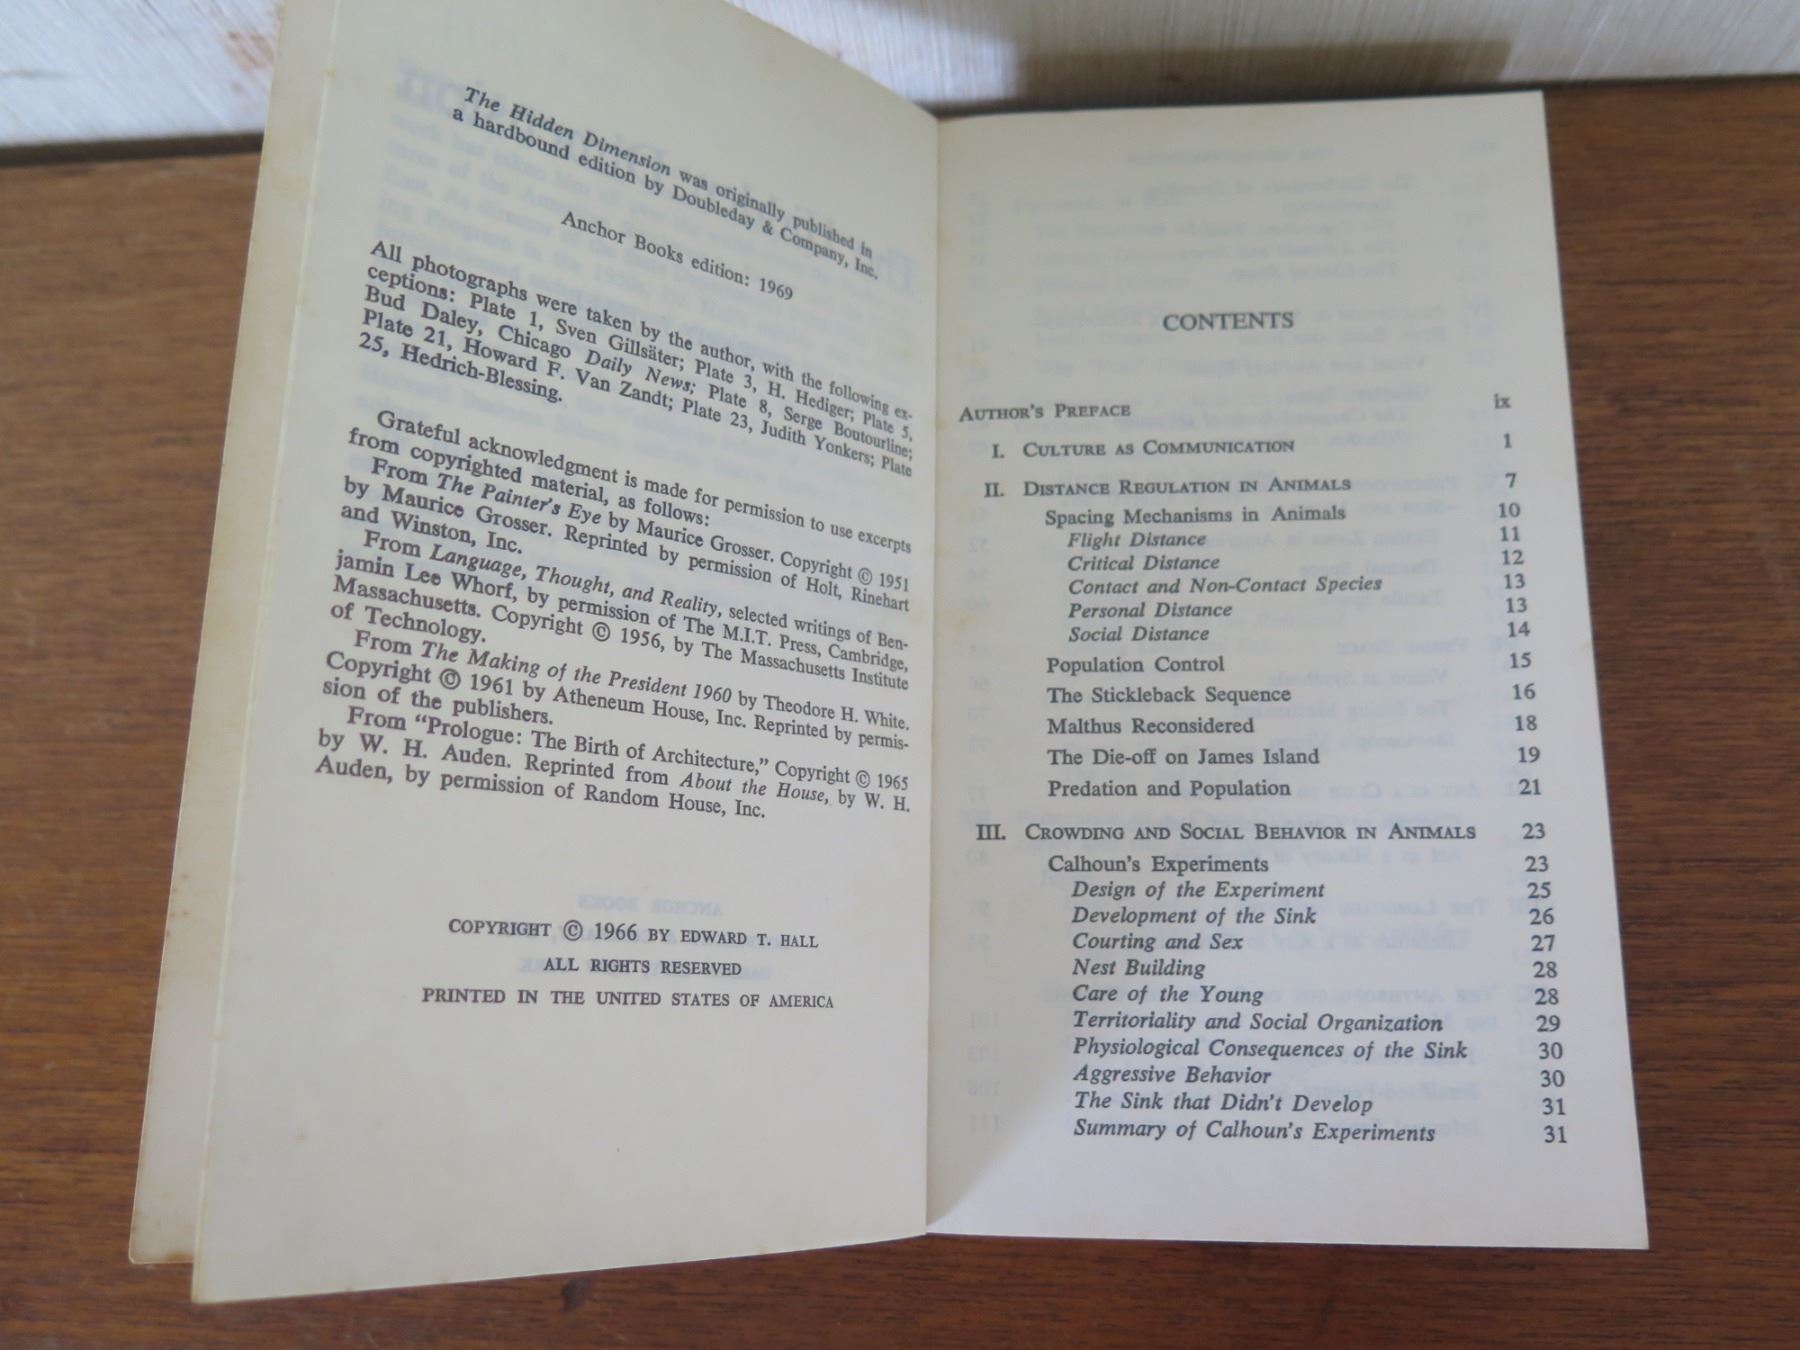 The Hidden Dimension was originally published in
a hardbound edition by Doubleday & Company, Inc.
Anchor Books edition: 1969
All photographs were taken by the author, with the following ex-
ceptions: Plate 1, Sven Gillsäter; Plate 3, H. Hediger; Plate 5,
Bud Daley, Chicago Daily News; Plate 8, Serge Boutourline;
Plate 21, Howard F. Van Zandt; Plate 23, Judith Yonkers; Plate
25, Hedrich-Blessing.
Grateful acknowledgment is made for permission to use excerpts
from copyrighted material, as follows:
From The Painter's Eye by Maurice Grosser. Copyright © 1951
by Maurice Grosser. Reprinted by permission of Holt, Rinehart
and Winston, Inc.
From Language, Thought, and Reality, selected writings of Ben-
jamin Lee Whorf, by permission of The M.I.T. Press, Cambridge,
Massachusetts. Copyright © 1956, by The Massachusetts Institute
of Technology.
From The Making of the President 1960 by Theodore H. White.
Copyright © 1961 by Atheneum House, Inc. Reprinted by permis-
sion of the publishers.
From "Prologue: The Birth of Architecture," Copyright © 1965
by W. H. Auden. Reprinted from About the House, by W. H.
Auden, by permission of Random House, Inc.
COPYRIGHT © 1966 BY EDWARD T. HALL
ALL RIGHTS RESERVED
PRINTED IN THE UNITED STATES OF AMERICA
CONTENTS
AUTHOR'S PREFACE ix
I. CULTURE AS COMMUNICATION 1
II. DISTANCE REGULATION IN ANIMALS 7
Spacing Mechanisms in Animals 10
Flight Distance 11
Critical Distance 12
Contact and Non-Contact Species 13
Personal Distance 13
Social Distance 14
Population Control 15
The Stickleback Sequence 16
Malthus Reconsidered 18
The Die-off on James Island 19
Predation and Population 21
III. CROWDING AND SOCIAL BEHAVIOR IN ANIMALS 23
Calhoun's Experiments 23
Design of the Experiment 25
Development of the Sink 26
Courting and Sex 27
Nest Building 28
Care of the Young 28
Territoriality and Social Organization 29
Physiological Consequences of the Sink 30
Aggressive Behavior 30
The Sink that Didn't Develop 31
Summary of Calhoun's Experiments 31